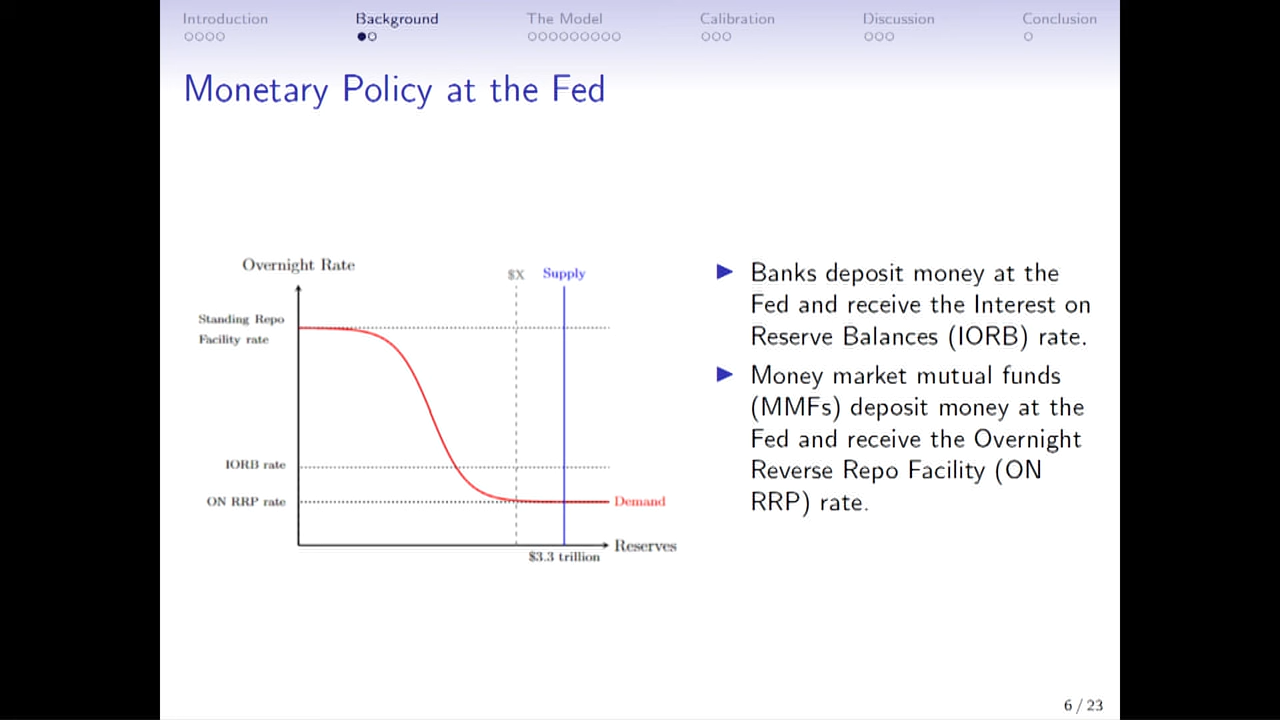 Introduction Background The Model Calibration Discussion Conclusion
Monetary Policy at the Fed
Overnight Rate
$X Supply
Standing Repo
Facility rate
IORB rate
ON RRP rate
Demand
Reserves
$3.3 trillion
Banks deposit money at the
Fed and receive the Interest on
Reserve Balances (IORB) rate.
Money market mutual funds
(MMFs) deposit money at the
Fed and receive the Overnight
Reverse Repo Facility (ON
RRP) rate.
6 / 23